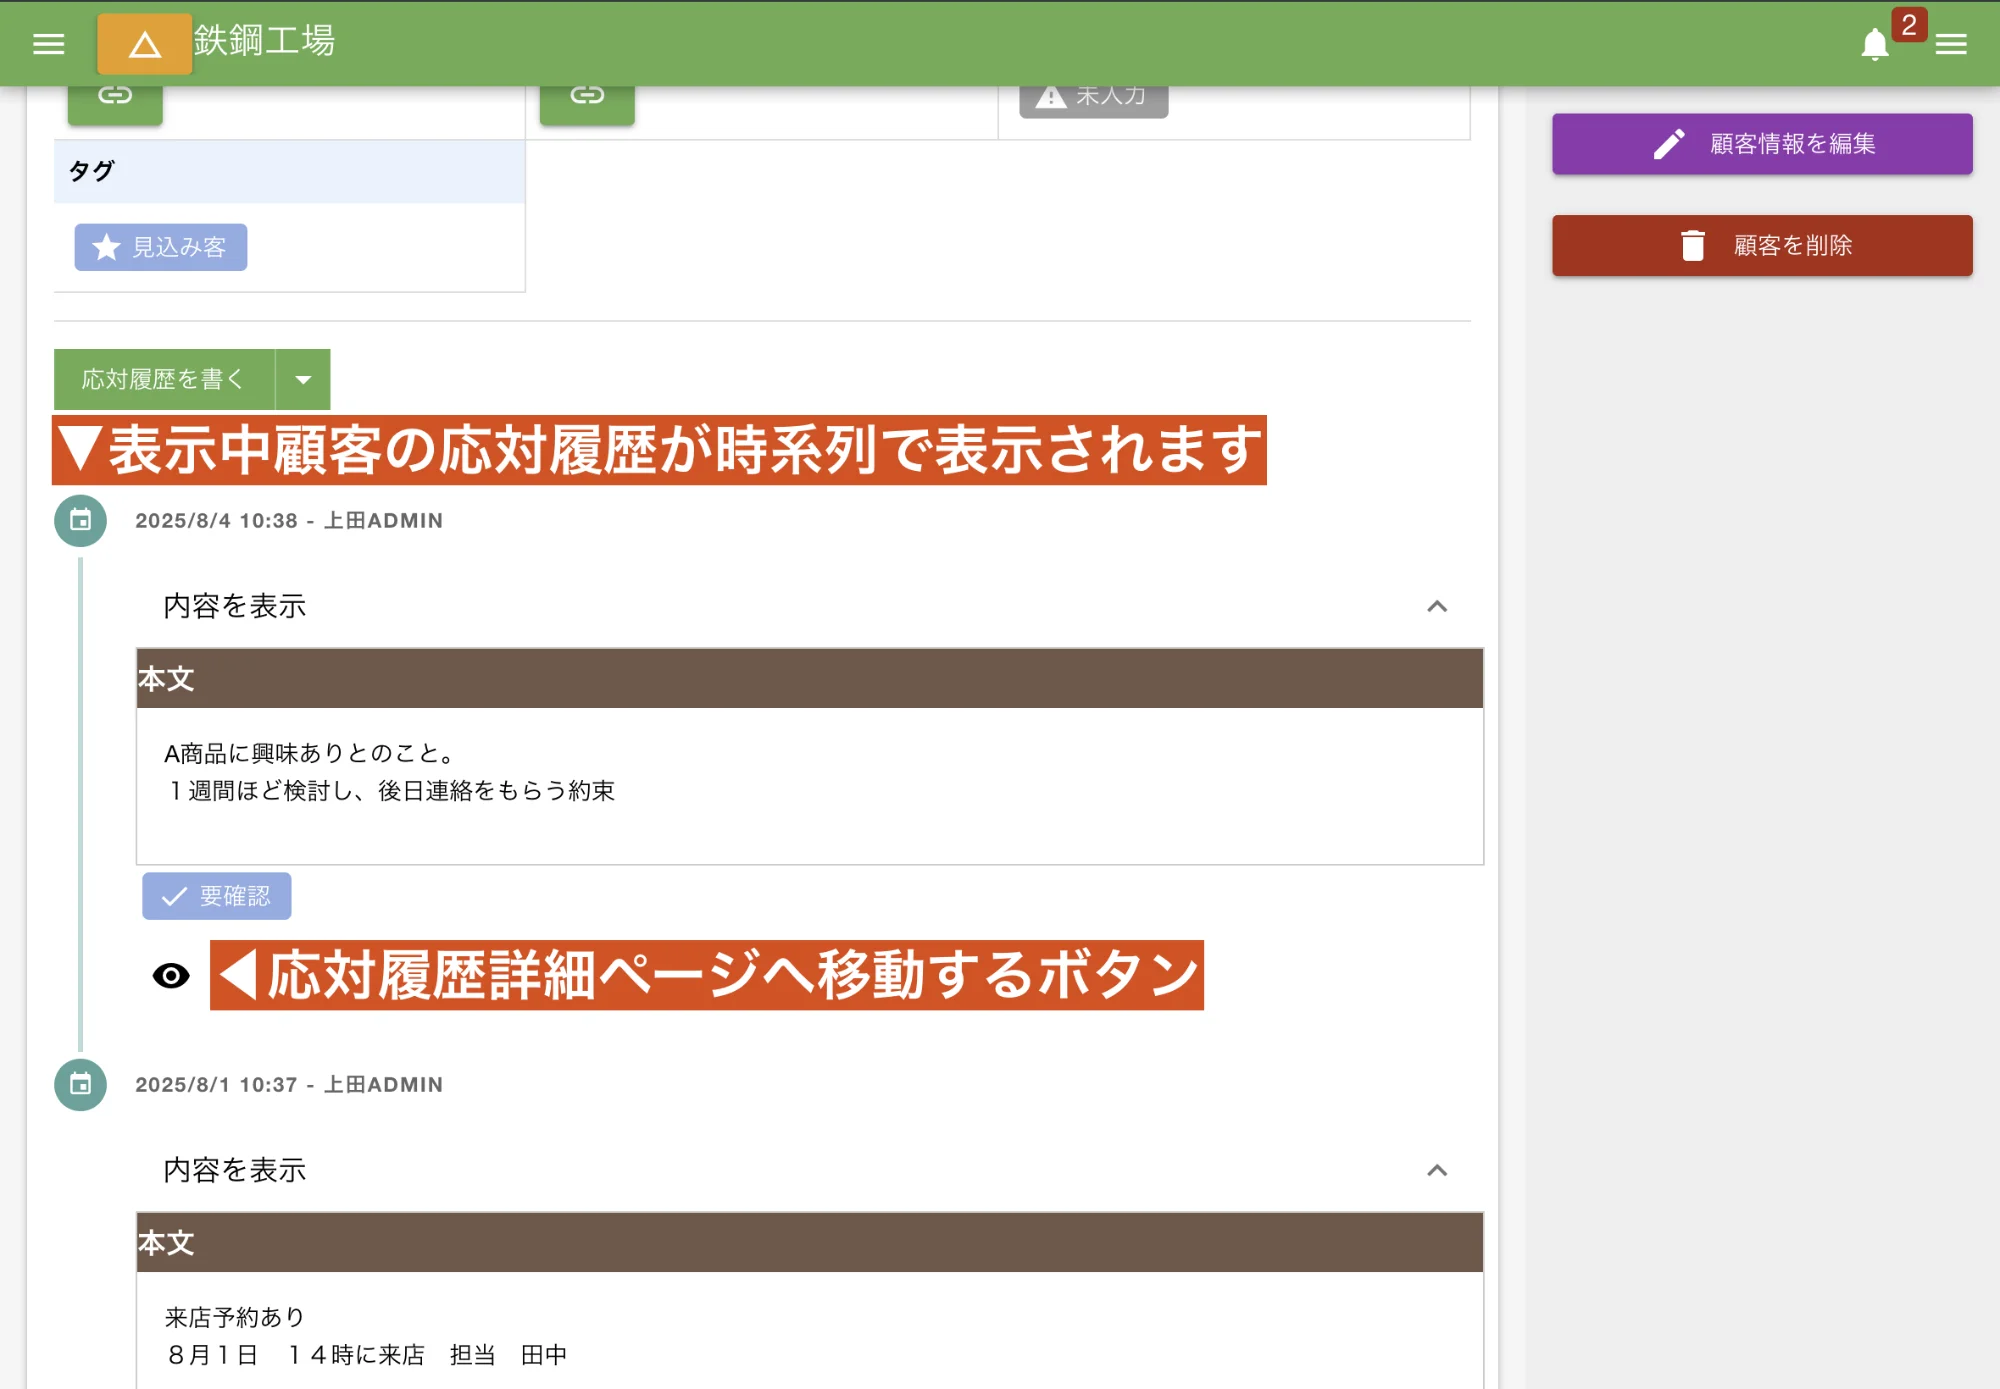 △鉄鋼工場
2
未入力
顧客情報を編集
タグ
見込み客
顧客を削除
応対履歴を書く
▼表示中顧客の応対履歴が時系列で表示されます
2025/8/4 10:38 - 上田ADMIN
内容を表示
本文
A商品に興味ありとのこと。
１週間ほど検討し、後日連絡をもらう約束
要確認
◀応対履歴詳細ページへ移動するボタン
2025/8/1 10:37 - 上田ADMIN
内容を表示
本文
来店予約あり
８月１日　１４時に来店　担当　田中